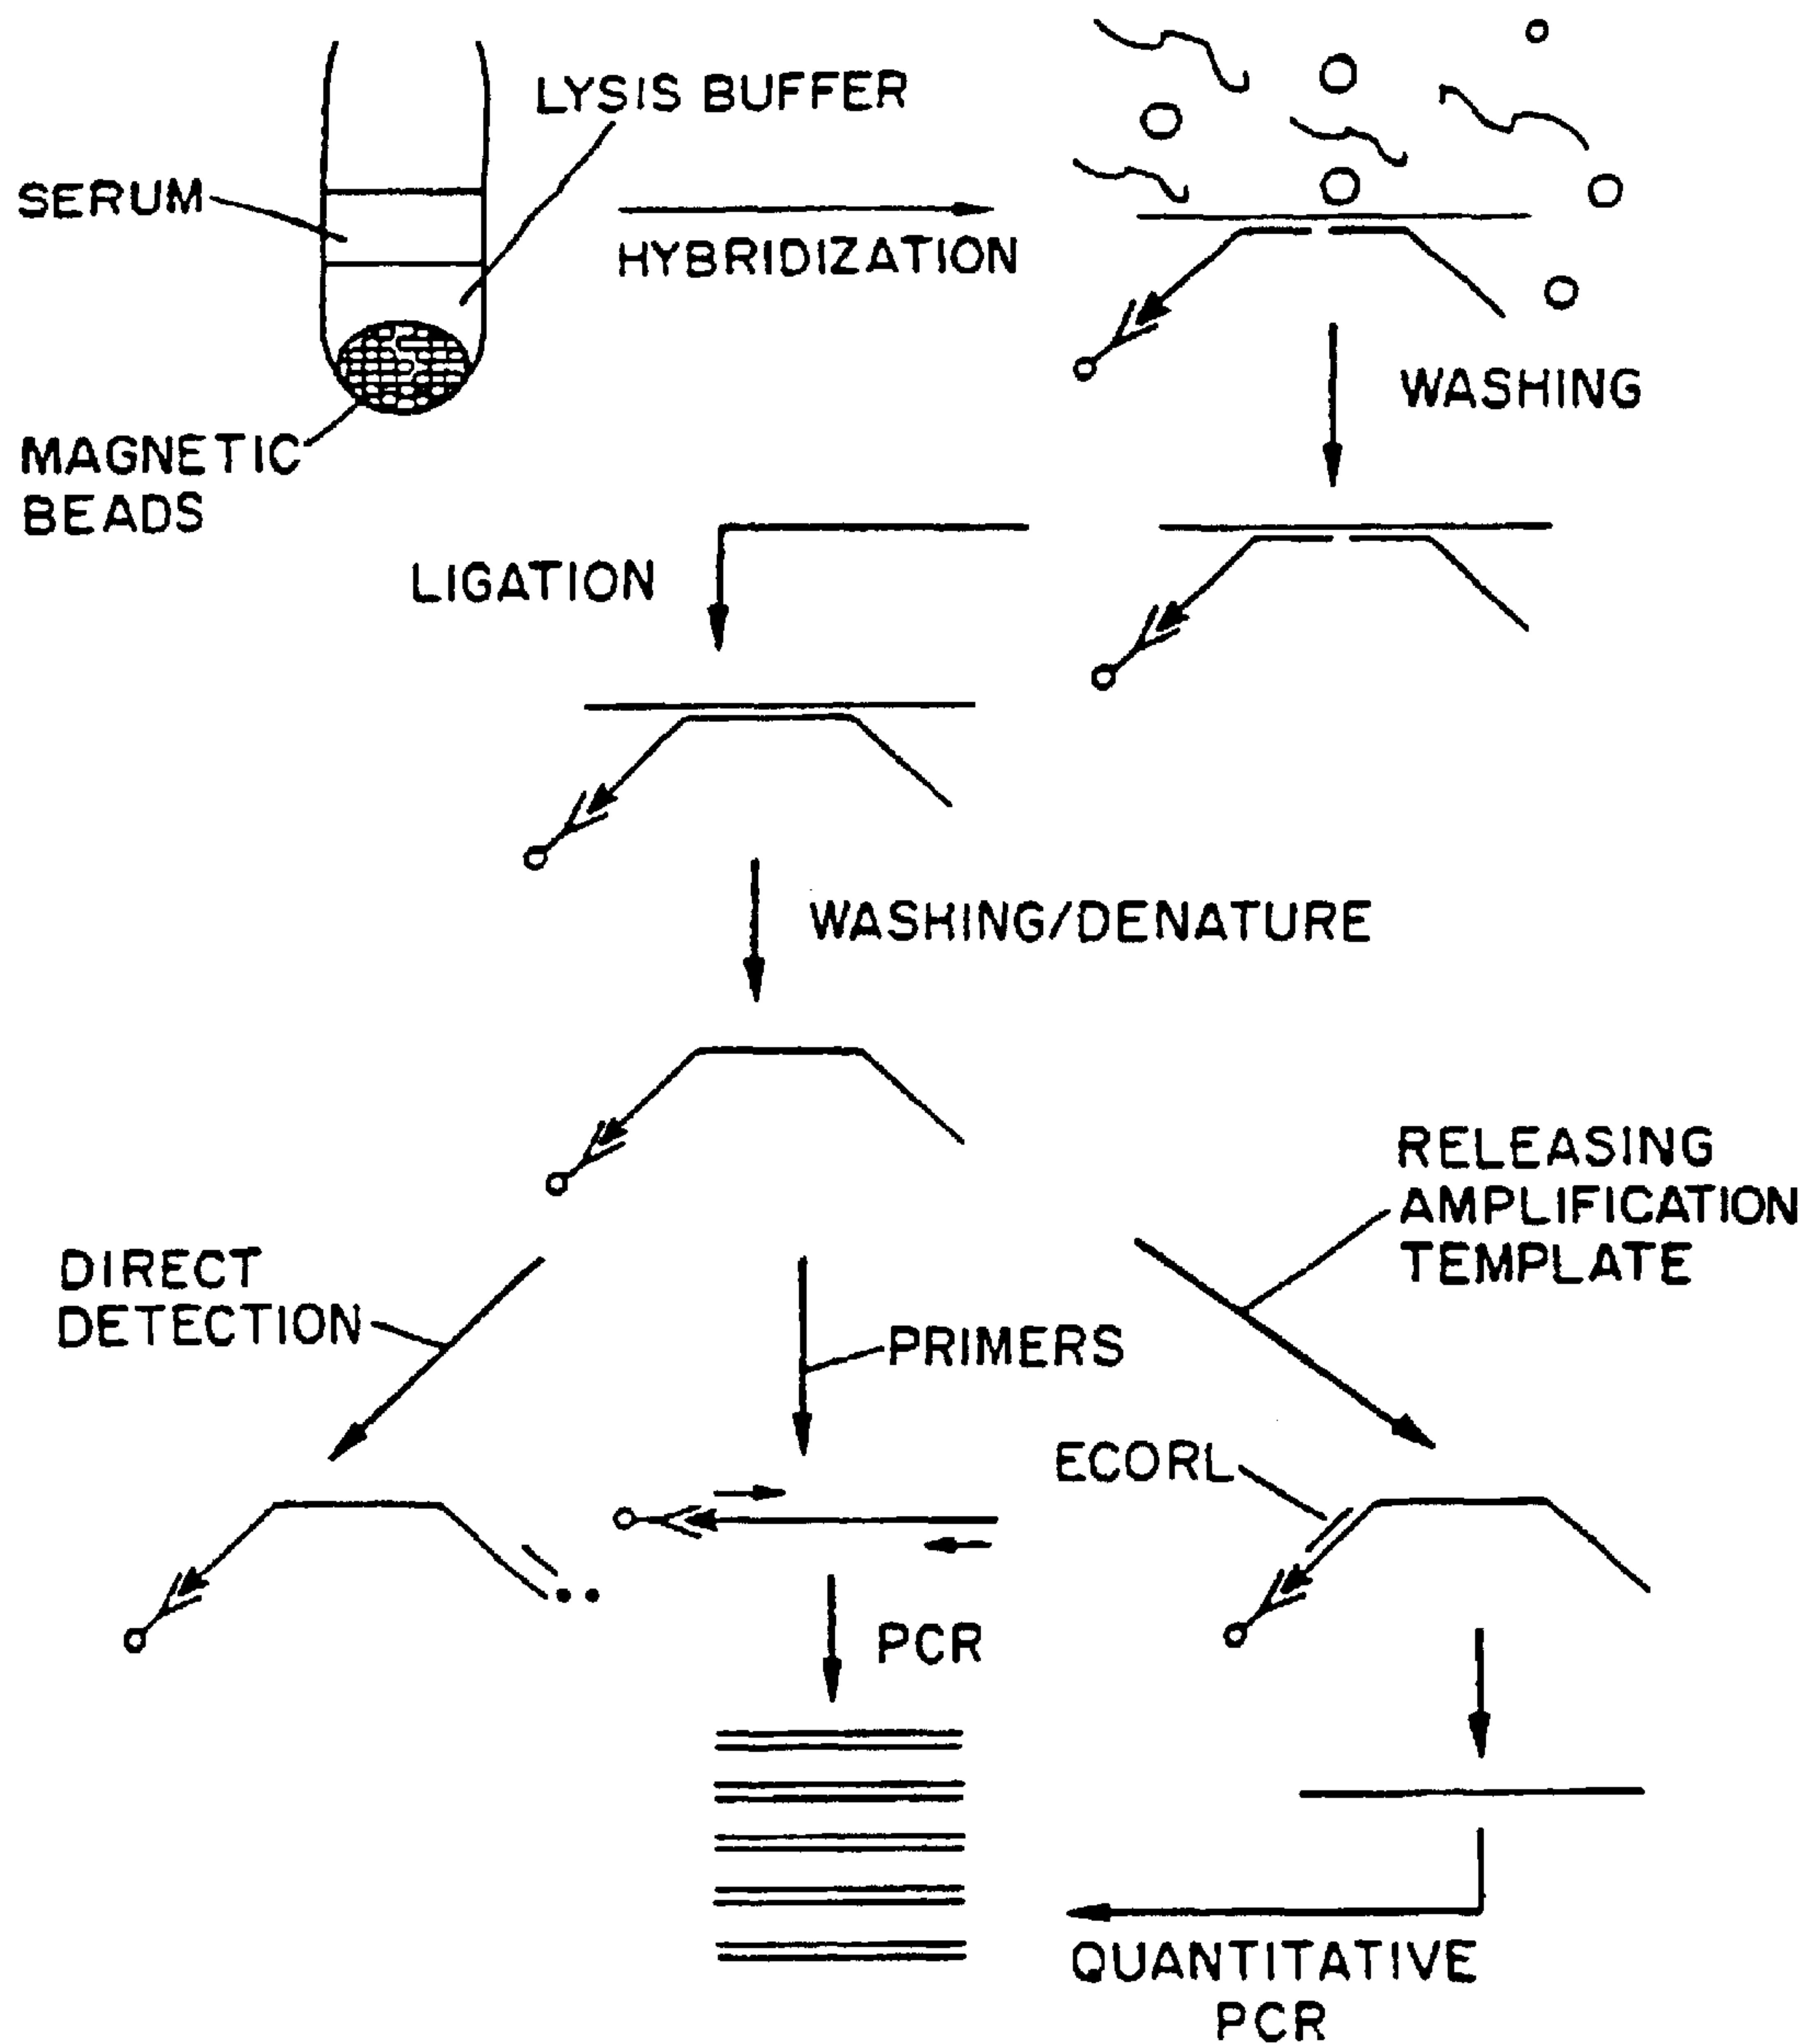 LYSIS BUFFER
SERUM
HYBRIDIZATION
WASHING
MAGNETIC
BEADS
LIGATION
WASHING/DENATURE
RELEASING
AMPLIFICATION
TEMPLATE
DIRECT
DETECTION
PRIMERS
ECORL
PCR
QUANTITATIVE
PCR